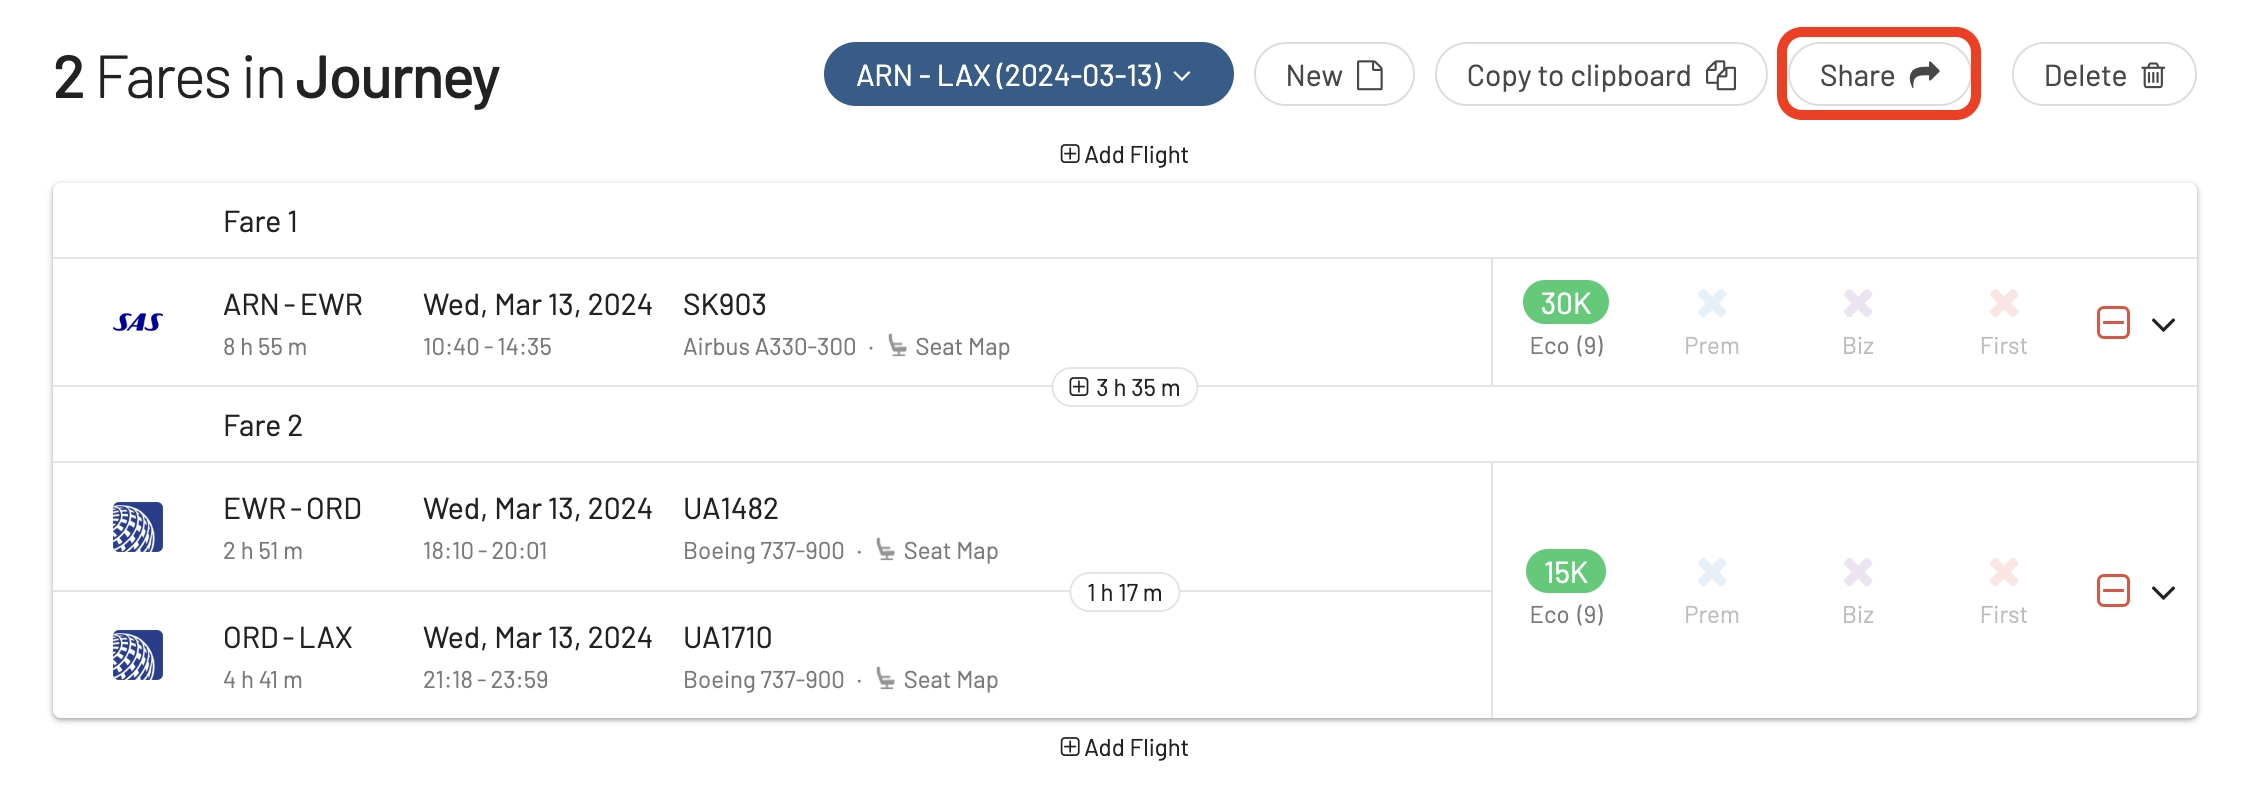 2 Fares in Journey
ARN - LAX (2024-03-13)
New
Copy to clipboard
Share
Delete
Add Flight
Fare 1
SAS
ARN - EWR
Wed, Mar 13, 2024
SK903
8 h 55 m
10:40 - 14:35
Airbus A330-300 · Seat Map
30K
Eco (9)
Prem
Biz
First
3 h 35 m
Fare 2
EWR - ORD
Wed, Mar 13, 2024
UA1482
2 h 51 m
18:10 - 20:01
Boeing 737-900 · Seat Map
1 h 17 m
ORD - LAX
Wed, Mar 13, 2024
UA1710
4 h 41 m
21:18 - 23:59
Boeing 737-900 · Seat Map
15K
Eco (9)
Prem
Biz
First
Add Flight